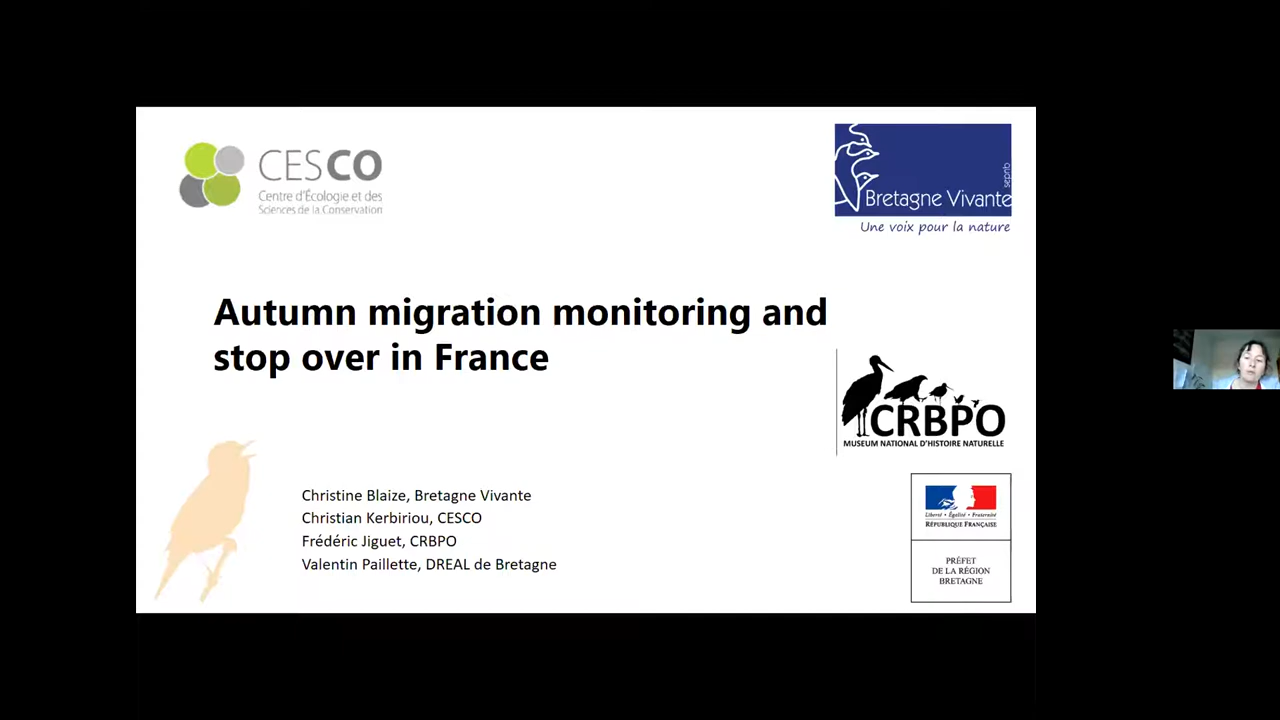 CESCO
Centre d'Écologie et des
Sciences de la Conservation
Bretagne Vivante
sepnb
Une voix pour la nature
Autumn migration monitoring and
stop over in France
CRBPO
MUSEUM NATIONAL D'HISTOIRE NATURELLE
Christine Blaize, Bretagne Vivante
Christian Kerbiriou, CESCO
Frédéric Jiguet, CRBPO
Valentin Paillette, DREAL de Bretagne
Liberté • Égalité • Fraternité
RÉPUBLIQUE FRANÇAISE
PRÉFET
DE LA RÉGION
BRETAGNE